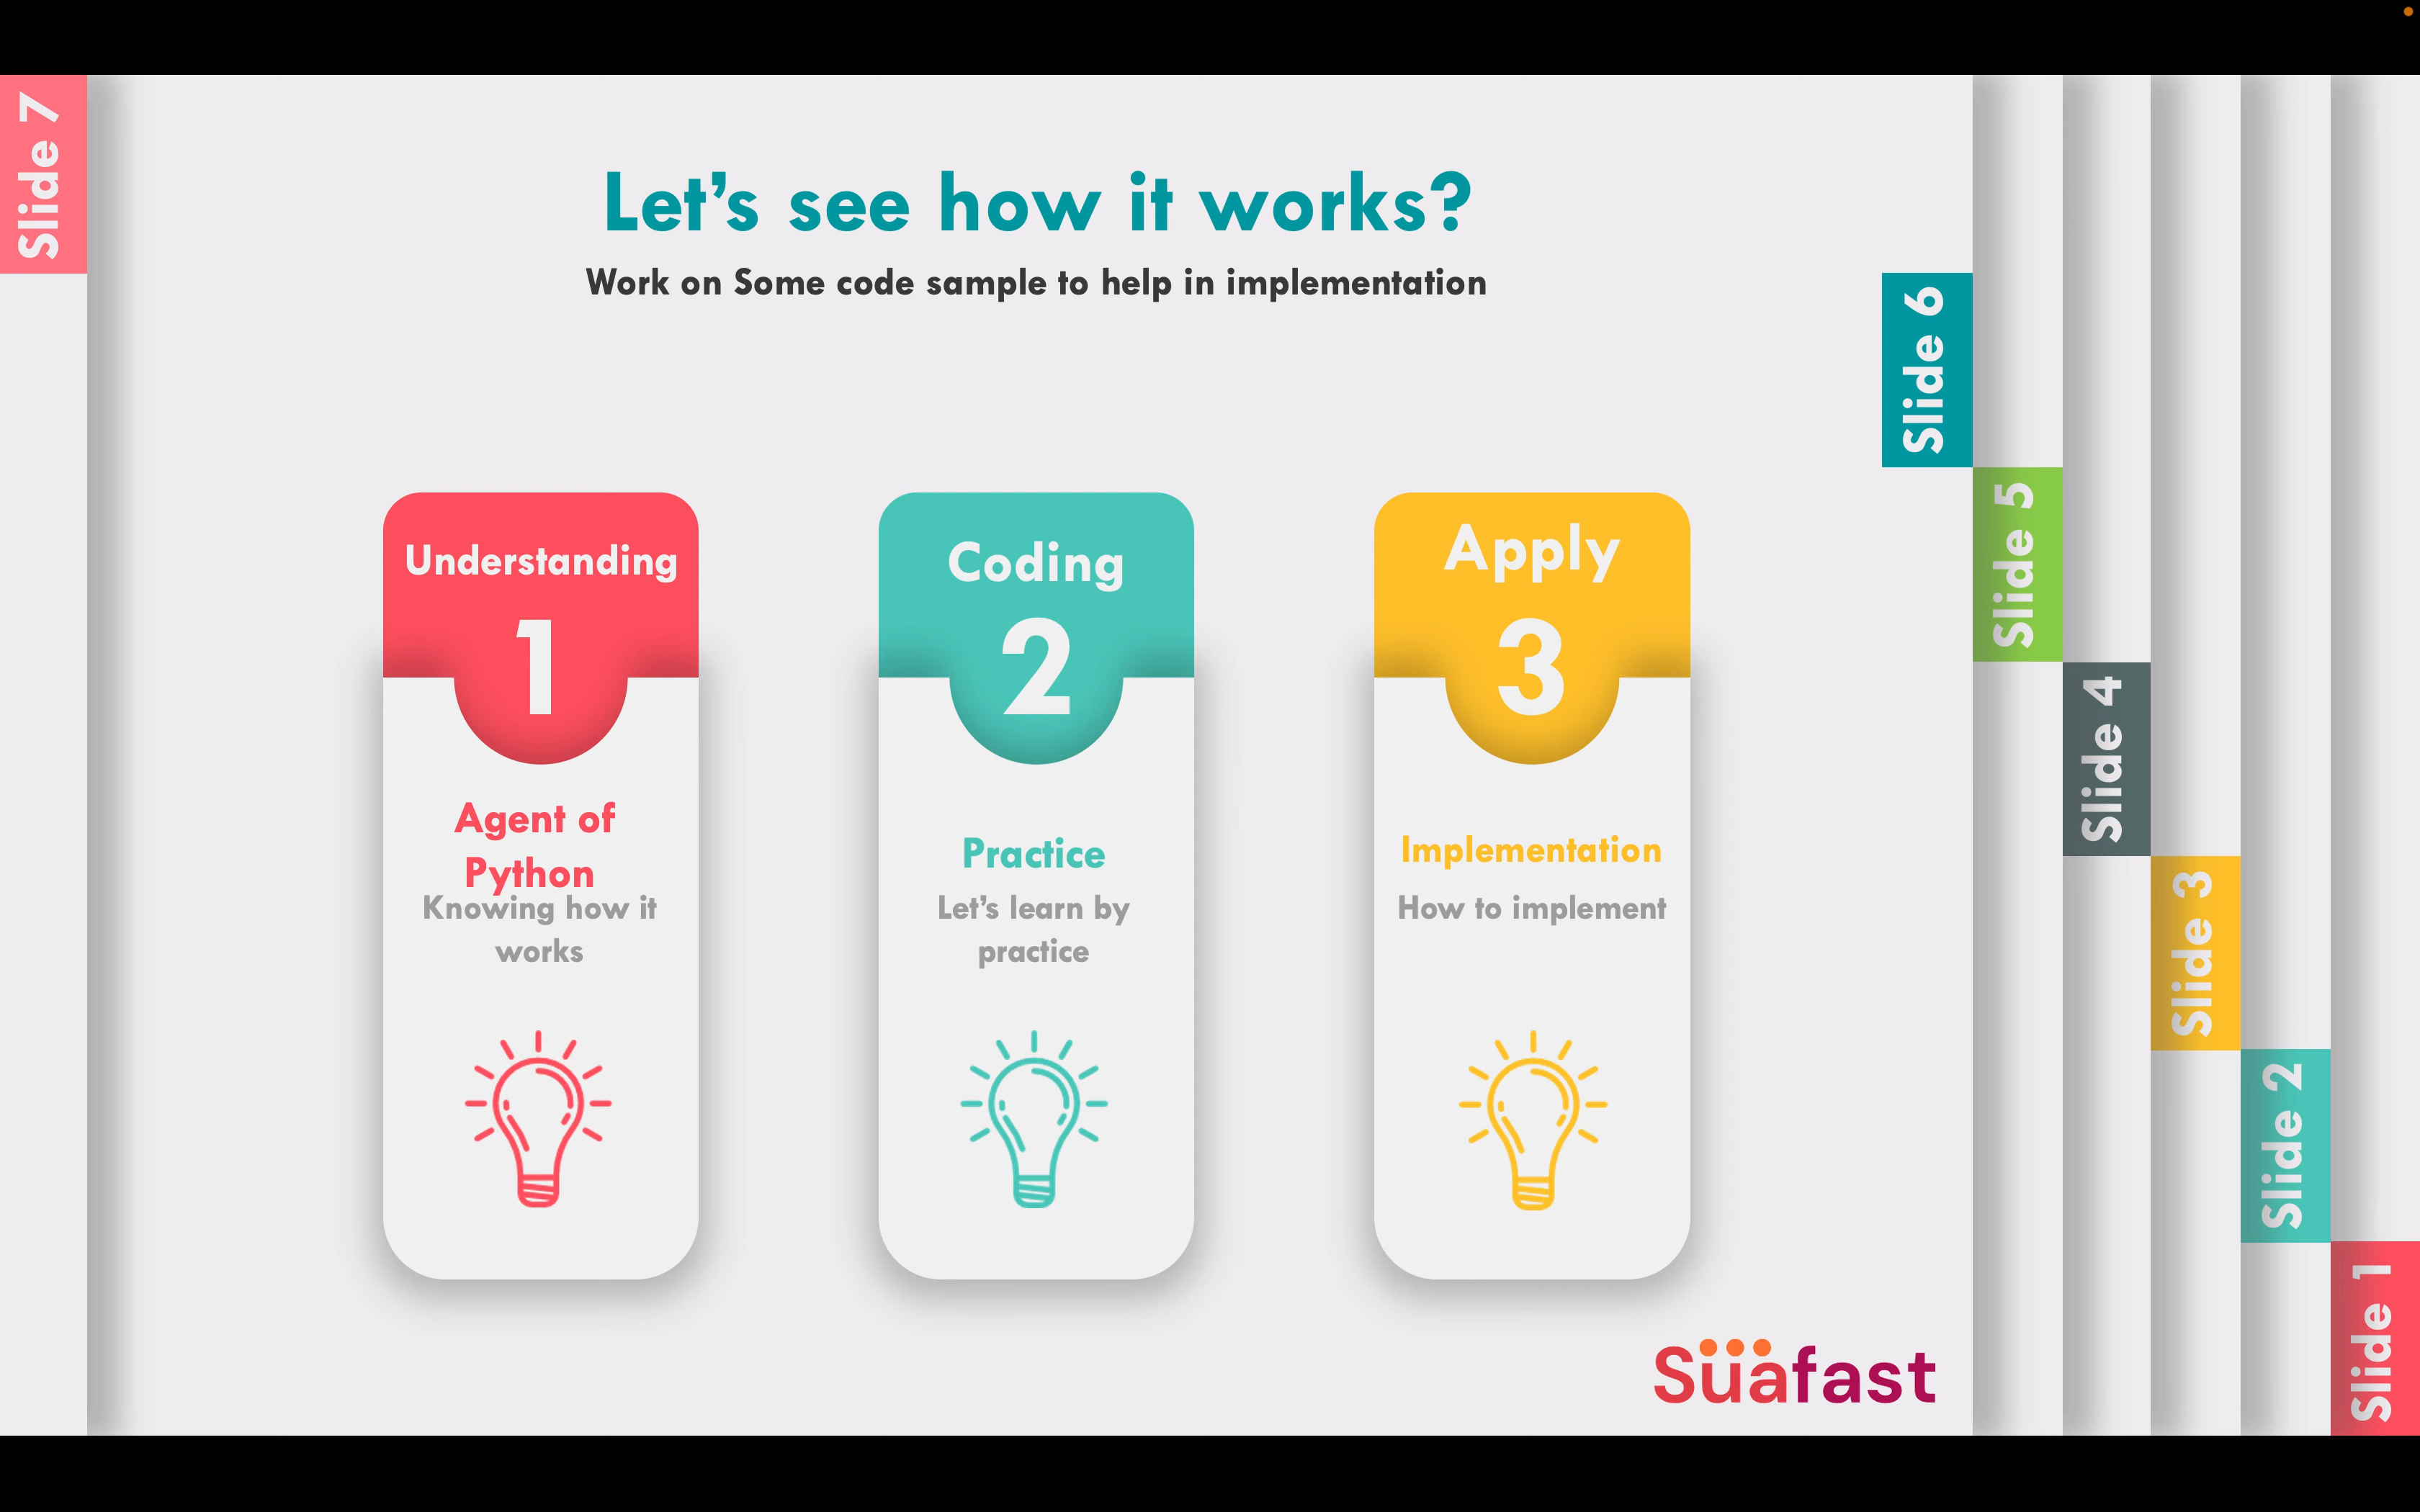 Slide 7
Let's see how it works?
Work on Some code sample to help in implementation
Understanding
1
Agent of
Python
Knowing how it
works
Coding
2
Practice
Let's learn by
practice
Apply
3
Implementation
How to implement
Slide 6
Slide 5
Slide 4
Slide 3
Slide 2
Slide 1
Süäfast